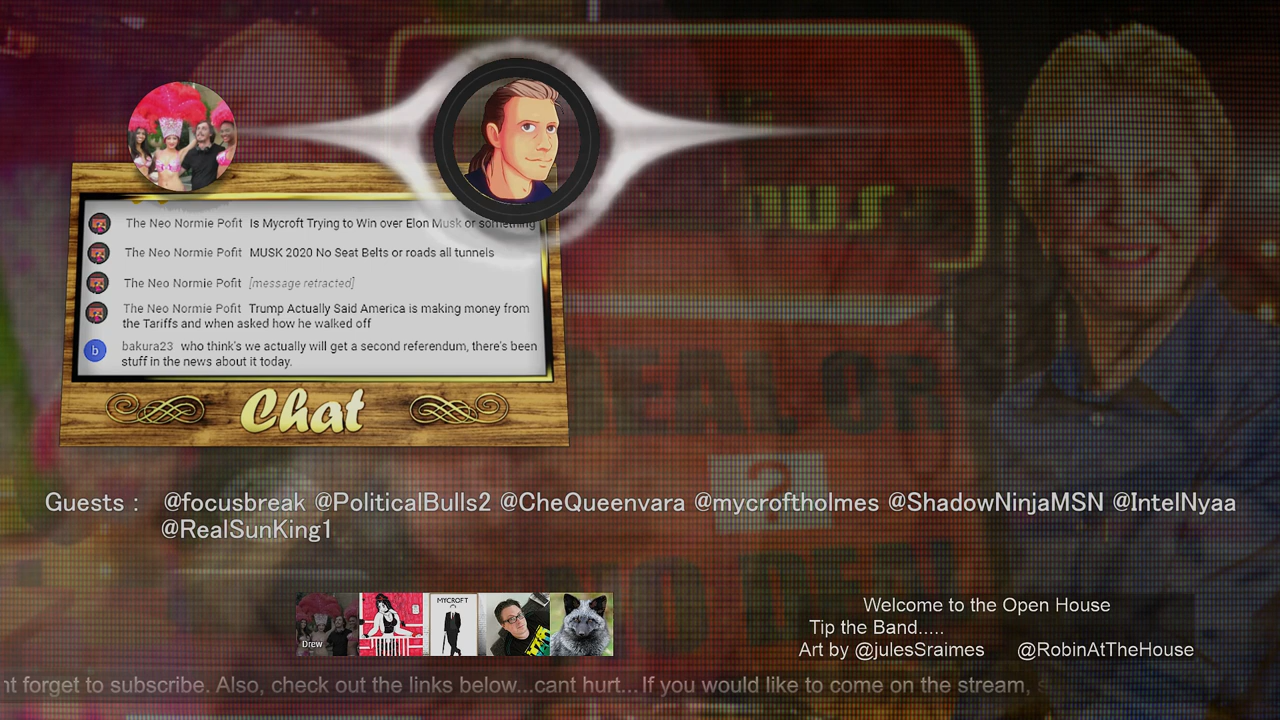 The Neo Normie Pofit Is Mycroft Trying to Win over Elon Musk or something
The Neo Normie Pofit MUSK 2020 No Seat Belts or roads all tunnels
The Neo Normie Pofit [message retracted]
The Neo Normie Pofit Trump Actually Said America is making money from
the Tariffs and when asked how he walked off
b bakura23 who think's we actually will get a second referendum, there's been
stuff in the news about it today.
Chat
DEAL OR
?
NO DEAL
Guests : @focusbreak @PoliticalBulls2 @CheQueenvara @mycroftholmes @ShadowNinjaMSN @IntelNyaa
@RealSunKing1
Drew
MYCROFT
Welcome to the Open House
Tip the Band.....
Art by @julesSraimes @RobinAtTheHouse
nt forget to subscribe. Also, check out the links below...cant hurt... If you would like to come on the stream,